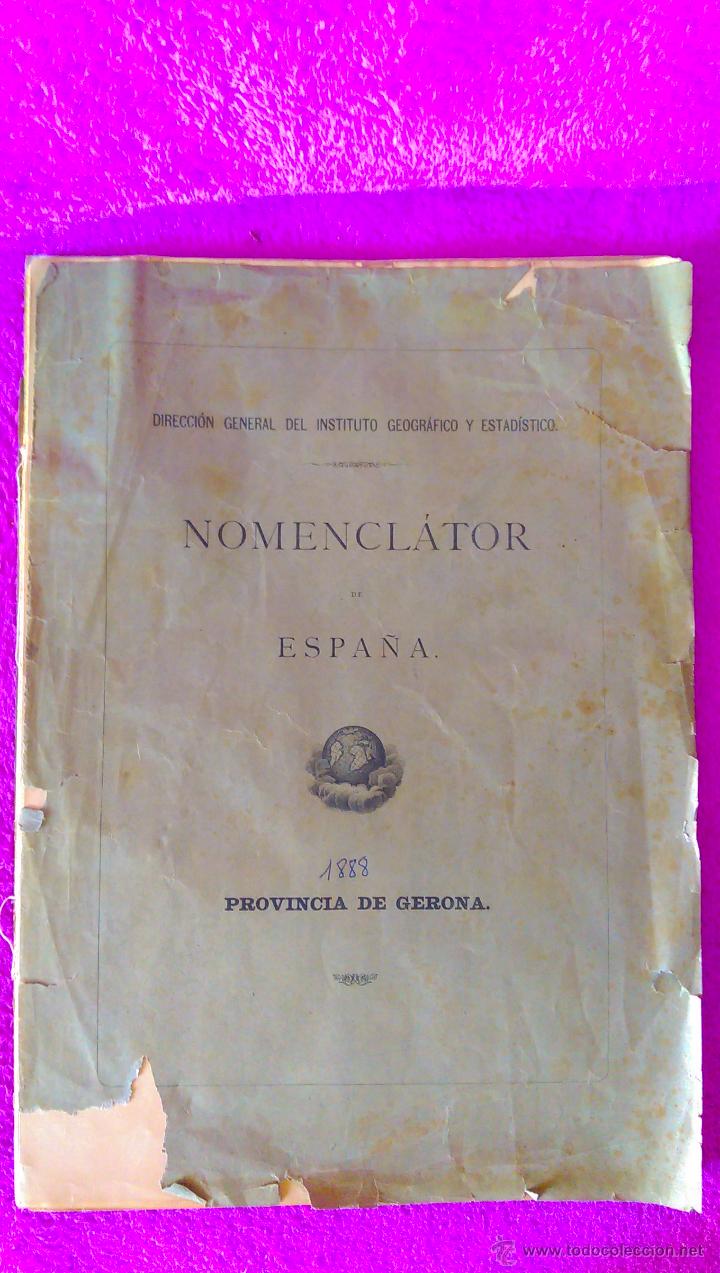 DIRECCIÓN GENERAL DEL INSTITUTO GEOGRÁFICO Y ESTADÍSTICO.
NOMENCLÁTOR
DE
ESPAÑA.
1888
PROVINCIA DE GERONA.
© www.todocoleccion.net